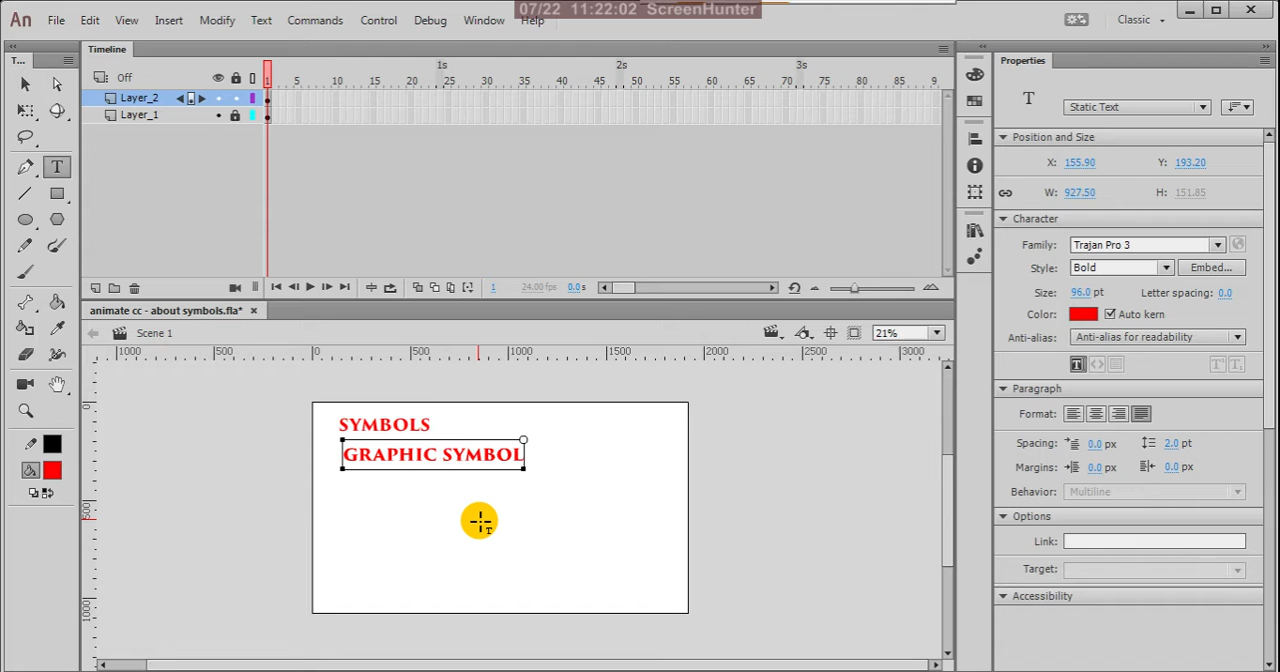 07/22 11:22:02 ScreenHunter
An File Edit View Insert Modify Text Commands Control Debug Window Help Classic
T... Timeline Properties
1s 2s 3s
Off 1 5 10 15 20 25 30 35 40 45 50 55 60 65 70 75 80 85 9
Layer_2
Layer_1
T Static Text
Position and Size
X: 155.90 Y: 193.20
W: 927.50 H: 151.85
Character
Family: Trajan Pro 3
Style: Bold Embed...
Size: 96.0 pt Letter spacing: 0.0
Color: Auto kern
Anti-alias: Anti-alias for readability
1 24.00 fps 0.0 s
animate cc - about symbols.fla* ×
Scene 1 21%
1000 500 0 500 1000 1500 2000 2500 3000
0
500
1000
SYMBOLS
GRAPHIC SYMBOL
Paragraph
Format:
Spacing: 0.0 px 2.0 pt
Margins: 0.0 px 0.0 px
Behavior: Multiline
Options
Link:
Target:
Accessibility